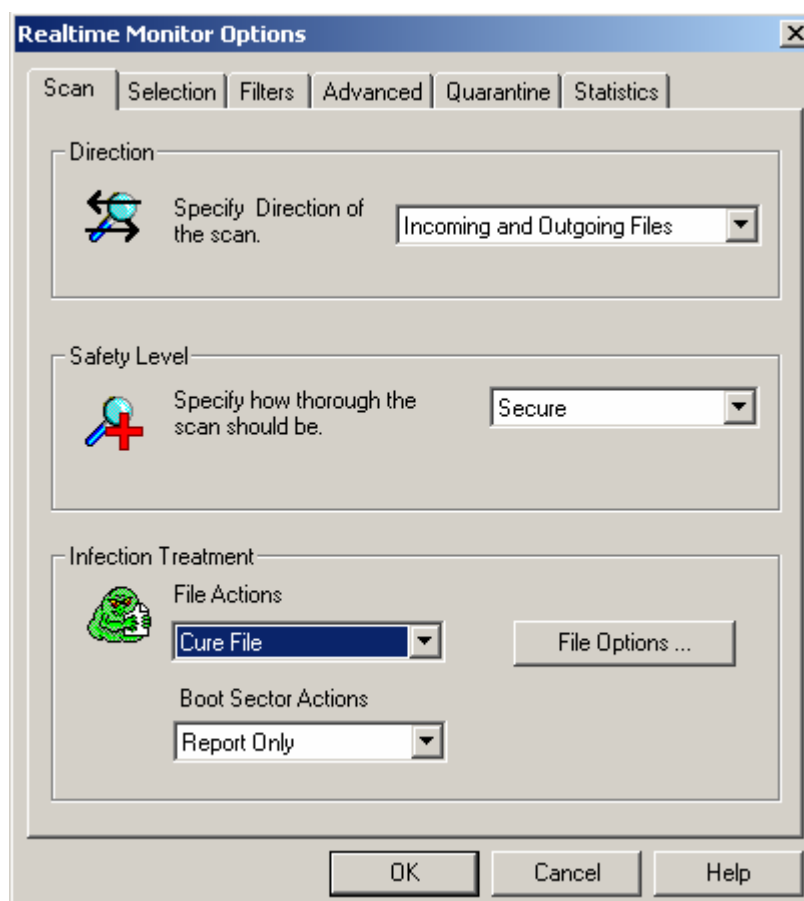 Realtime Monitor Options
Scan Selection Filters Advanced Quarantine Statistics
Direction
Specify Direction of
the scan.
Incoming and Outgoing Files
Safety Level
Specify how thorough the
scan should be.
Secure
Infection Treatment
File Actions
Cure File
File Options ...
Boot Sector Actions
Report Only
OK Cancel Help